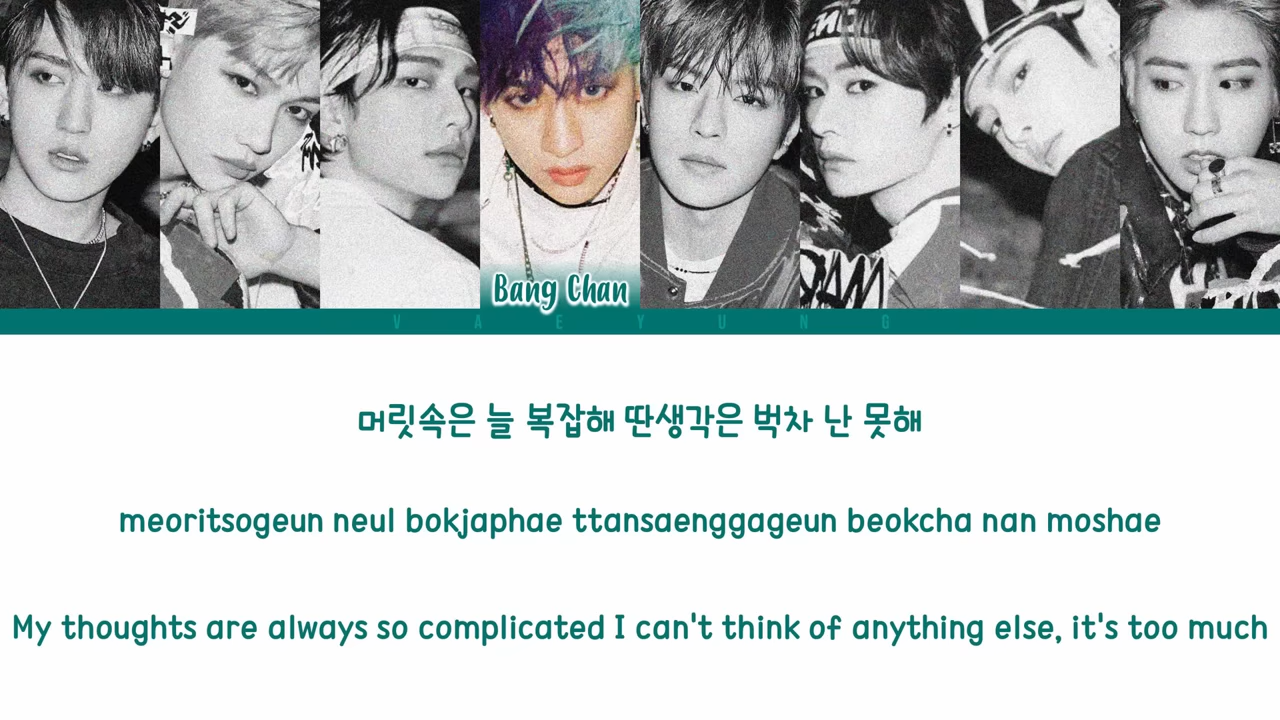 Bang Chan
VAEYUNG
머릿속은 늘 복잡해 딴생각은 벅차 난 못해
meoritsogeun neul bokjaphae ttansaenggageun beokcha nan moshae
My thoughts are always so complicated I can't think of anything else, it's too much